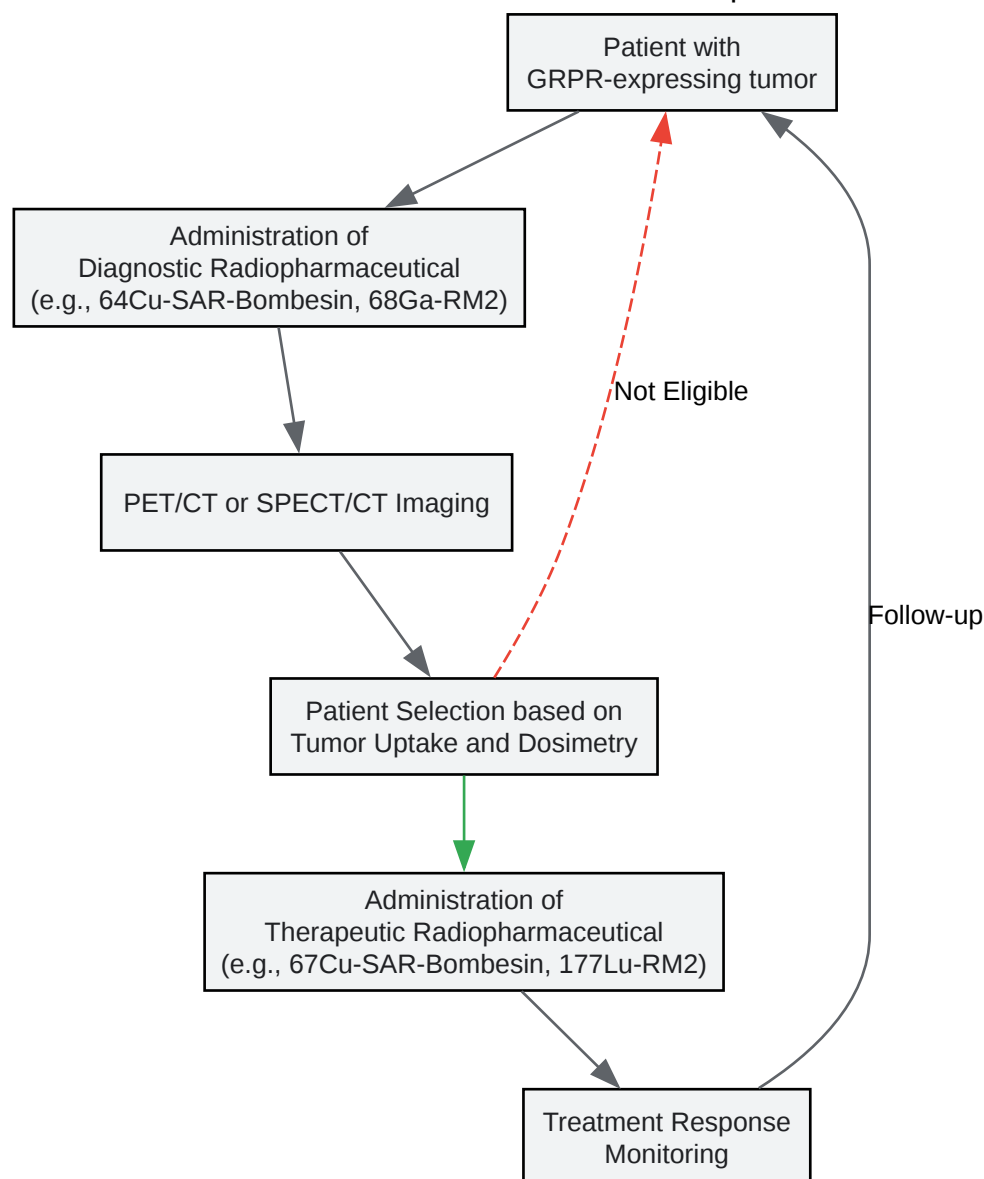 Patient with
GRPR-expressing tumor
Administration of
Diagnostic Radiopharmaceutical
(e.g., 64Cu-SAR-Bombesin, 68Ga-RM2)
Not Eligible
PET/CT or SPECT/CT Imaging
Follow-up
Patient Selection based on
Tumor Uptake and Dosimetry
Administration of
Therapeutic Radiopharmaceutical
(e.g., 67Cu-SAR-Bombesin, 177Lu-RM2)
Treatment Response
Monitoring